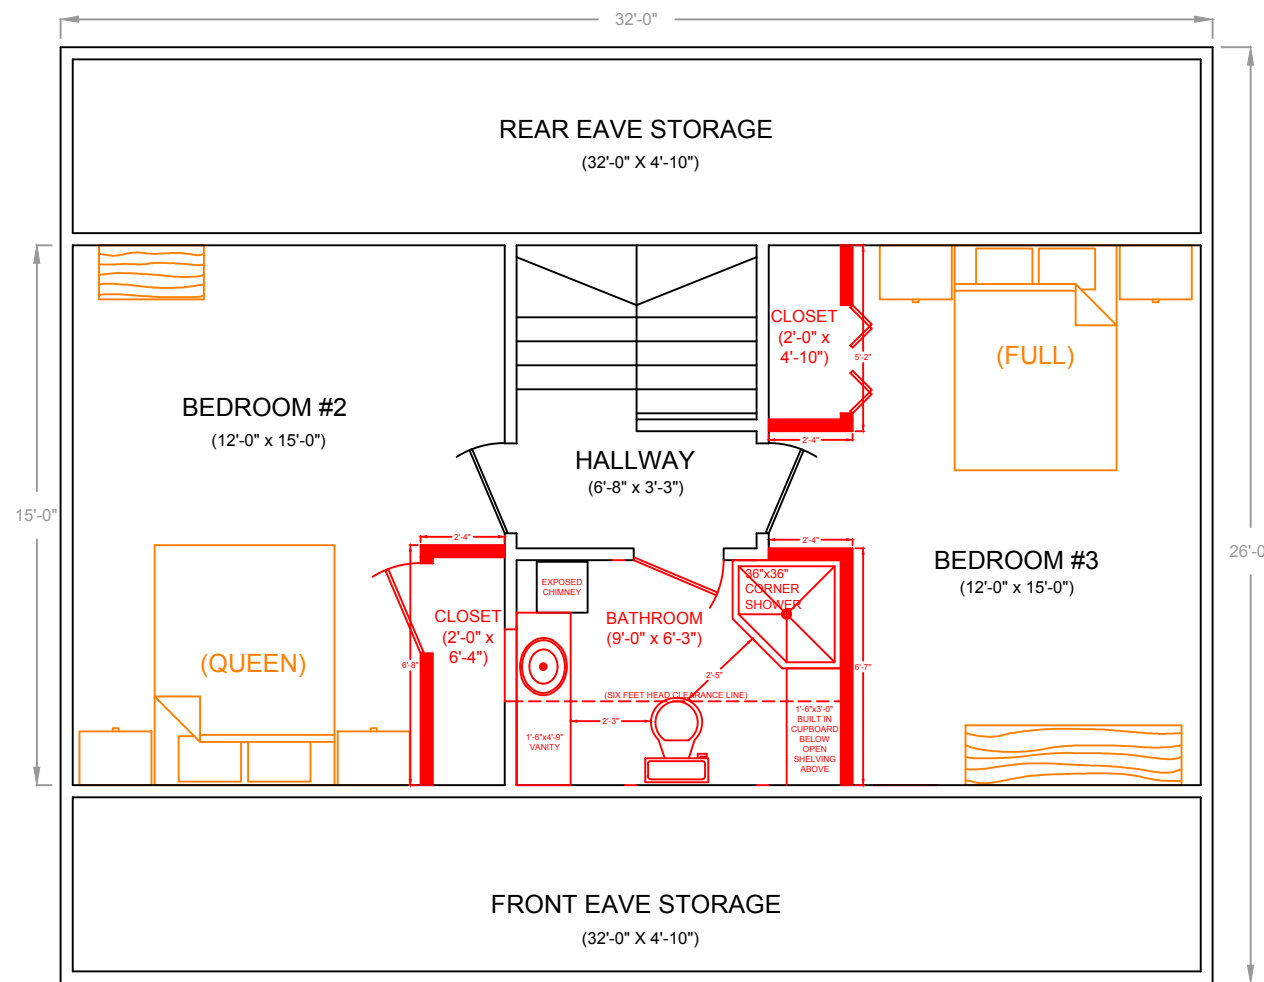 32'-0"
REAR EAVE STORAGE
(32'-0" X 4'-10")
CLOSET
(2'-0" x
4'-10")
5'-2"
(FULL)
BEDROOM #2
(12'-0" x 15'-0")
2'-4"
HALLWAY
(6'-8" x 3'-3")
15'-0"
2'-4"
2'-4"
26'-0
BEDROOM #3
(12'-0" x 15'-0")
EXPOSED
CHIMNEY
36"x36"
CORNER
SHOWER
CLOSET
(2'-0" x
6'-4")
BATHROOM
(9'-0" x 6'-3")
(QUEEN)
6'-8"
6'-7"
2'-5"
(SIX FEET HEAD CLEARANCE LINE)
2'-3"
1'-6"x4'-9"
VANITY
1'-6"x3'-0"
BUILT IN
CUPBOARD
BELOW
OPEN
SHELVING
ABOVE
FRONT EAVE STORAGE
(32'-0" X 4'-10")